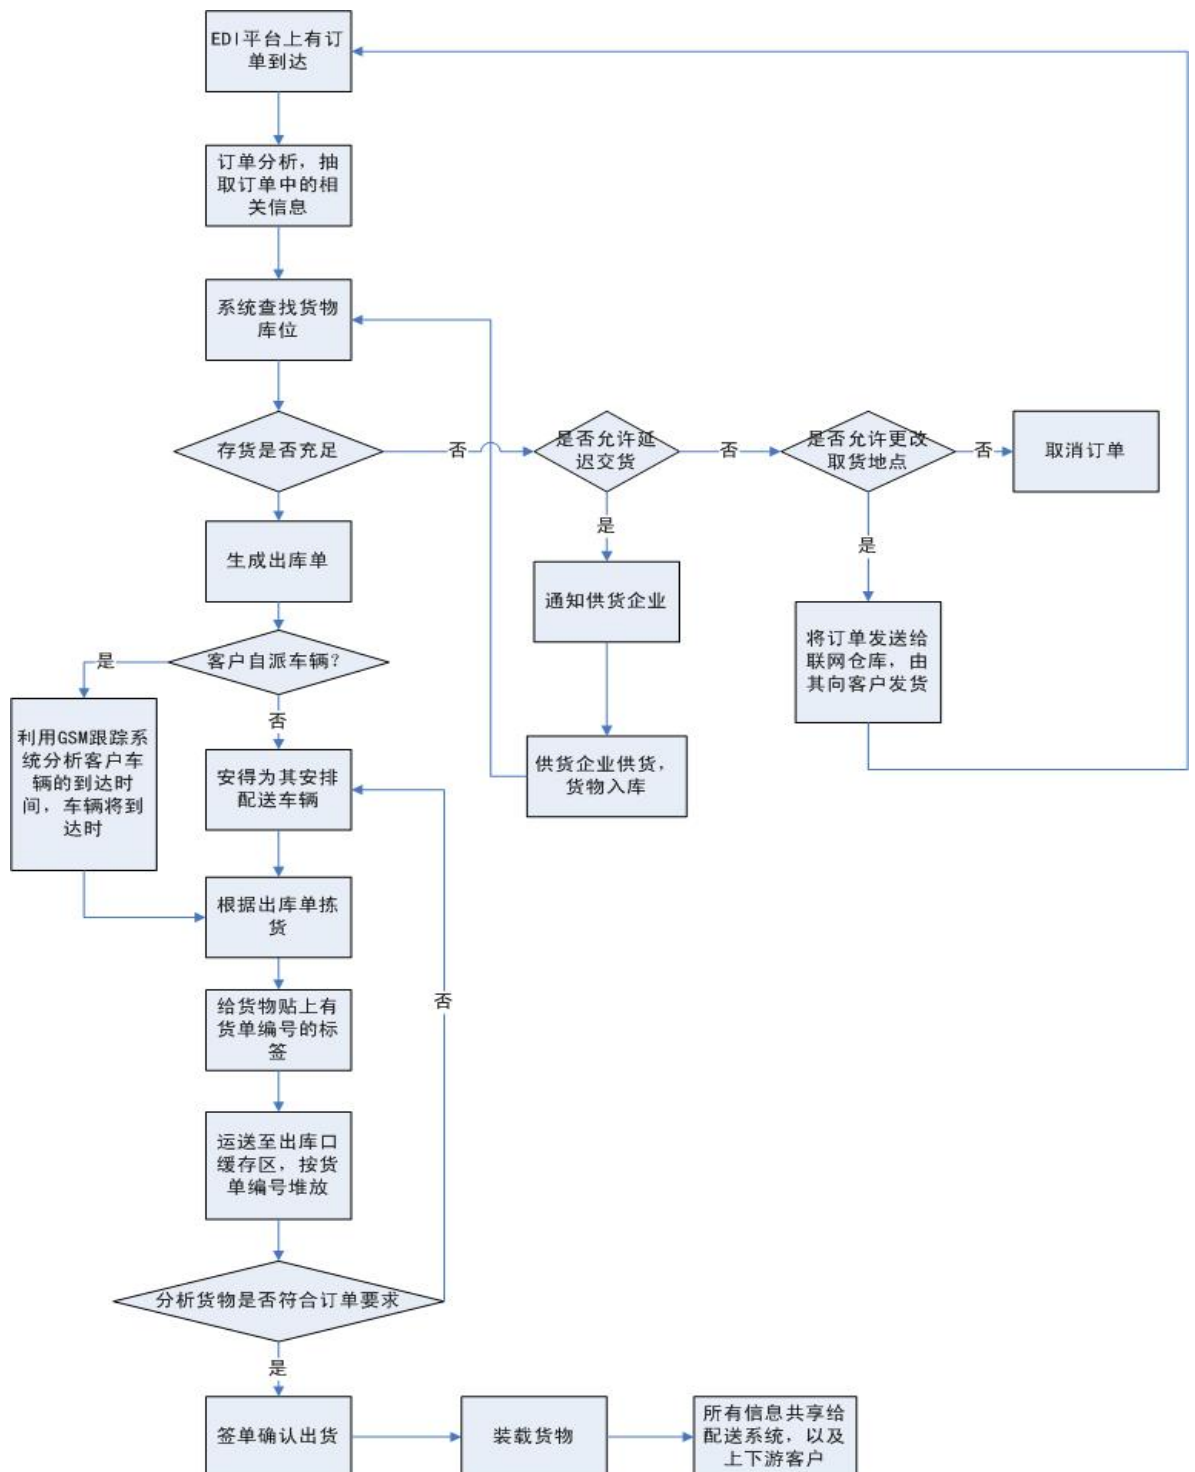 EDI平台上有订
单到达
订单分析，抽
取订单中的相
关信息
系统查找货物
库位
存货是否充足
否
是否允许延
迟交货
否
是否允许更改
取货地点
否
取消订单
生成出库单
是
通知供货企业
是
将订单发送给
联网仓库，由
其向客户发货
客户自派车辆？
是
否
利用GSM跟踪系
统分析客户车
辆的到达时
间，车辆将到
达时
安得为其安排
配送车辆
供货企业供货，
货物入库
根据出库单拣
货
否
给货物贴上有
货单编号的标
签
运送至出库口
缓存区，按货
单编号堆放
分析货物是否符合订单要求
是
签单确认出货
装载货物
所有信息共享给
配送系统，以及
上下游客户